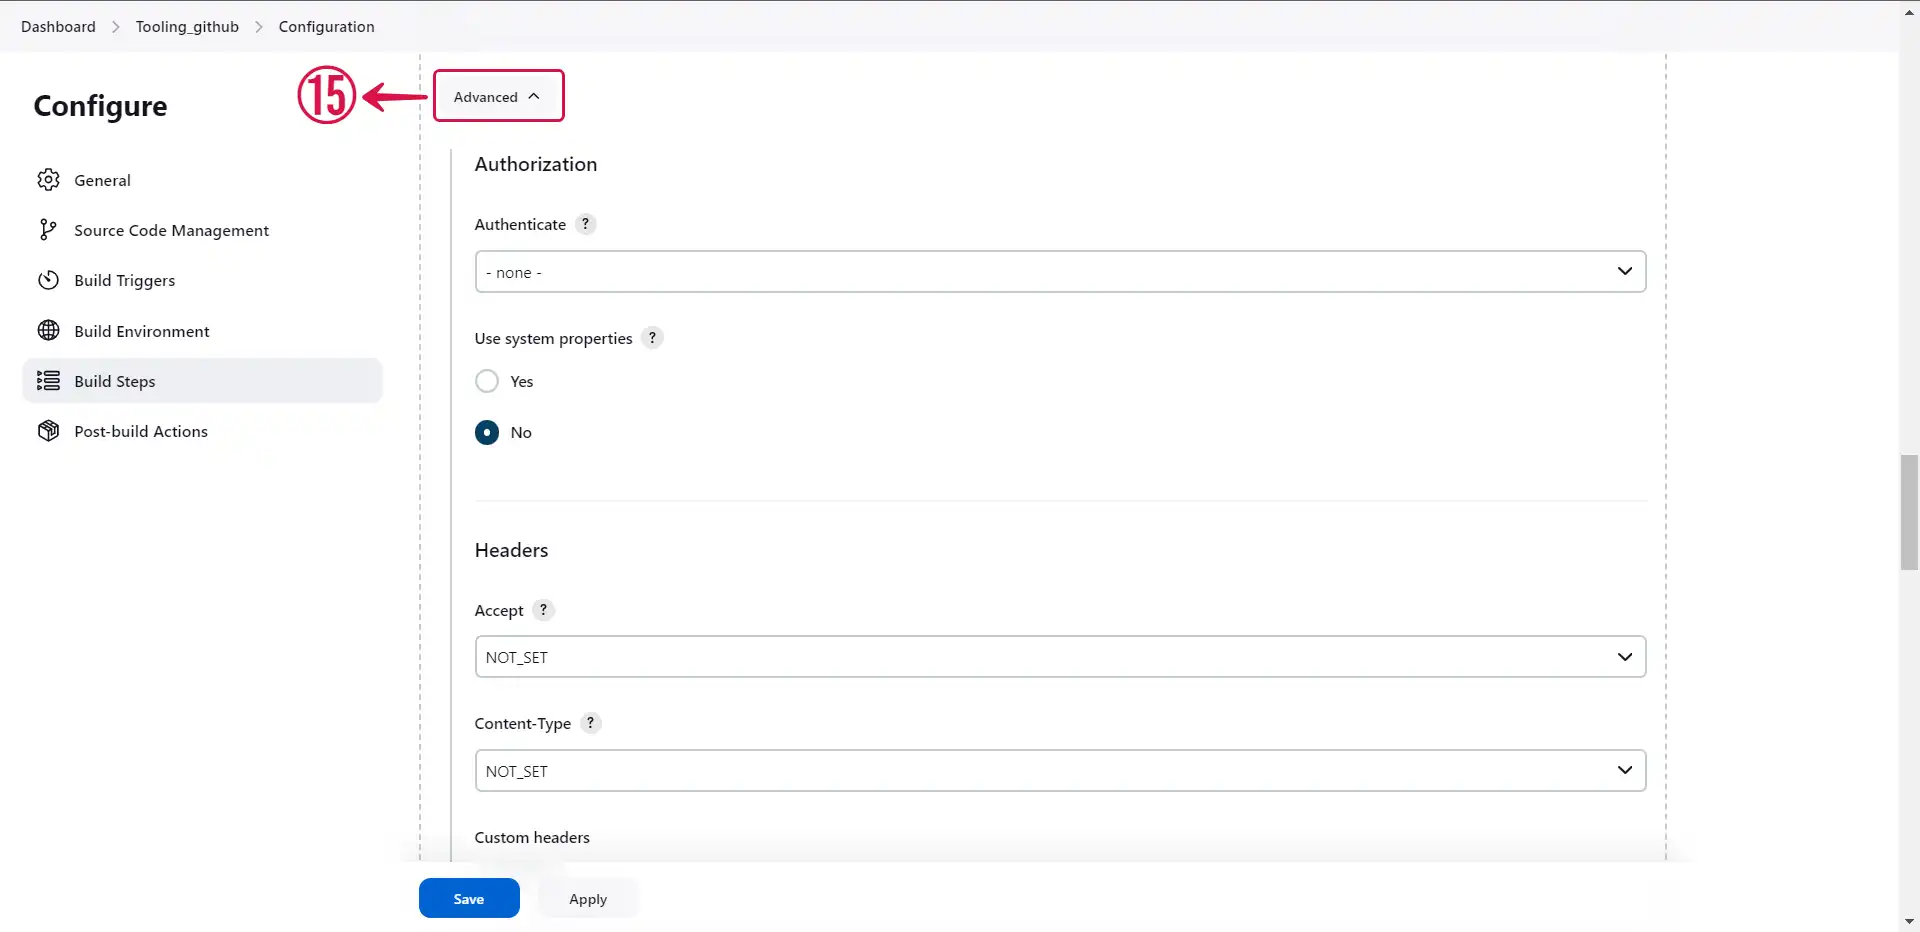 Dashboard > Tooling_github > Configuration
Configure
15
Advanced
General
Source Code Management
Build Triggers
Build Environment
Build Steps
Post-build Actions
Authorization
Authenticate ?
- none -
Use system properties ?
Yes
No
Headers
Accept ?
NOT_SET
Content-Type ?
NOT_SET
Custom headers
Save
Apply